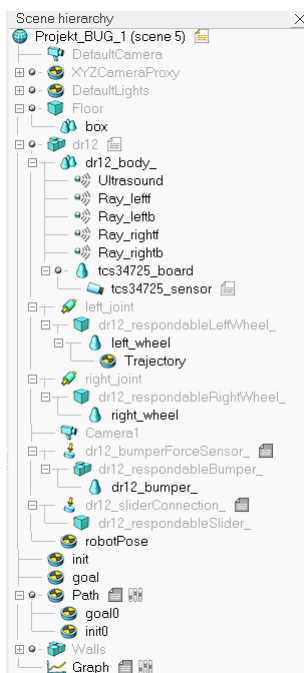 Scene hierarchy
Projekt_BUG_1 (scene 5)
DefaultCamera
XYZCameraProxy
DefaultLights
Floor
box
dr12
dr12_body_
Ultrasound
Ray_leftf
Ray_leftb
Ray_rightf
Ray_rightb
tcs34725_board
tcs34725_sensor
left_joint
dr12_respondableLeftWheel_
left_wheel
Trajectory
right_joint
dr12_respondableRightWheel_
right_wheel
Camera1
dr12_bumperForceSensor_
dr12_respondableBumper_
dr12_bumper_
dr12_sliderConnection_
dr12_respondableSlider_
robotPose
init
goal
Path
goal0
init0
Walls
Graph